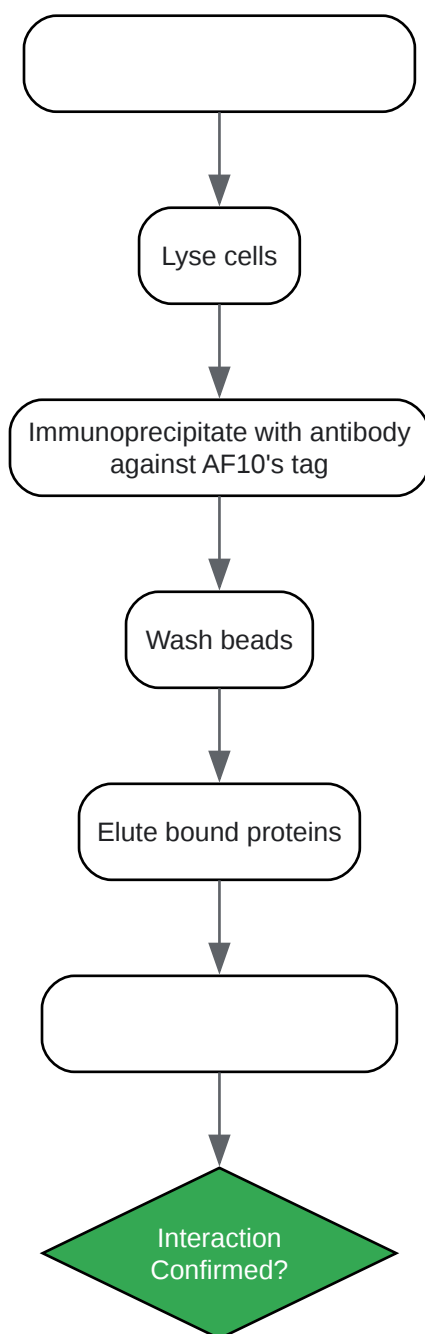 Lyse cells
Immunoprecipitate with antibody
against AF10's tag
Wash beads
Elute bound proteins
Interaction
Confirmed?